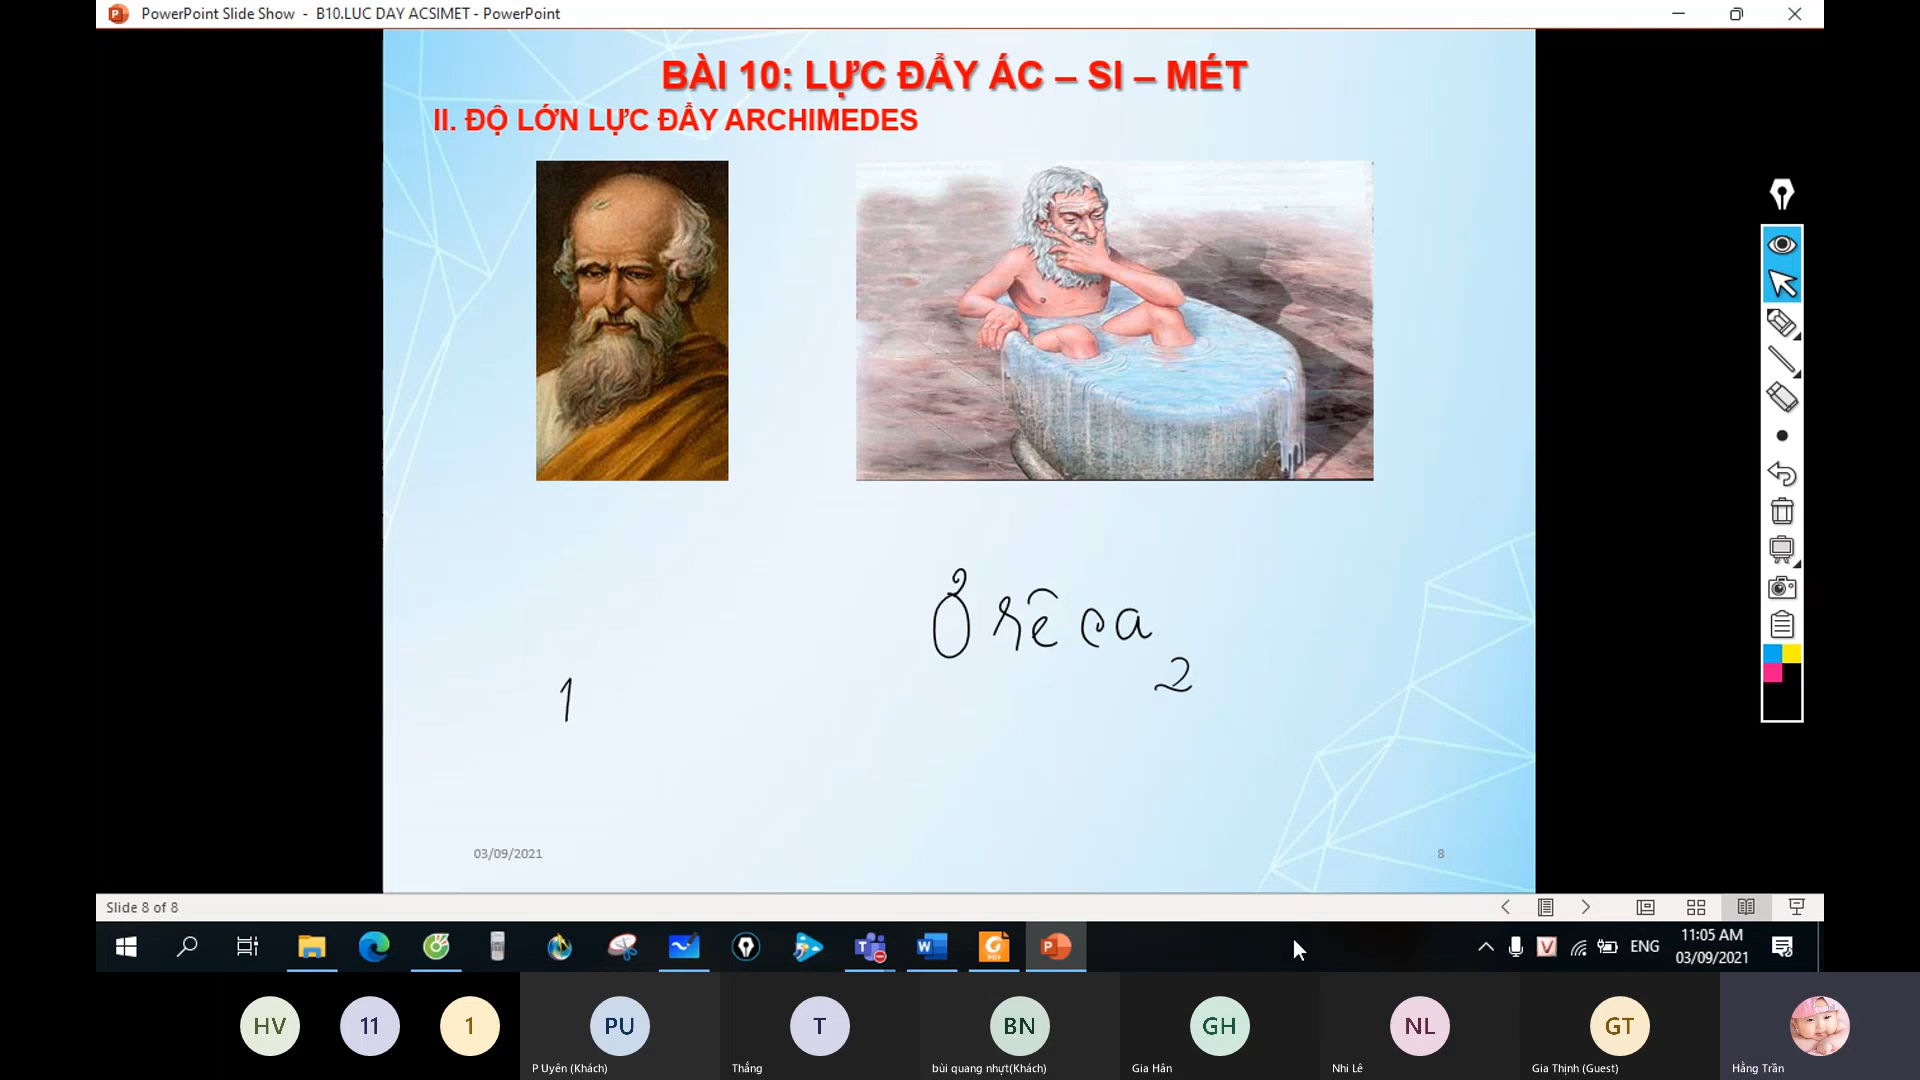 PowerPoint Slide Show - B10.LUC DAY ACSIMET - PowerPoint
BÀI 10: LỰC ĐẨY ÁC – SI – MÉT
II. ĐỘ LỚN LỰC ĐẨY ARCHIMEDES
Ở rê ca
2
1
03/09/2021
8
Slide 8 of 8
ENG
11:05 AM
03/09/2021
HV
11
1
PU
T
BN
GH
NL
GT
P Uyên (Khách)
Thắng
bùi quang nhựt(Khách)
Gia Hân
Nhi Lê
Gia Thịnh (Guest)
Hằng Trần